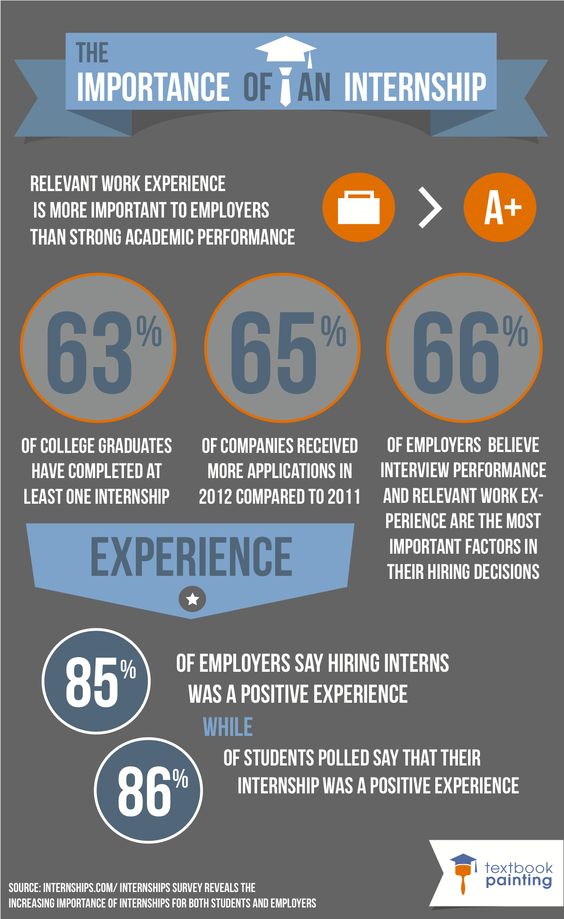 THE
IMPORTANCE OF AN INTERNSHIP
RELEVANT WORK EXPERIENCE
IS MORE IMPORTANT TO EMPLOYERS
THAN STRONG ACADEMIC PERFORMANCE
> A+
63%
OF COLLEGE GRADUATES
HAVE COMPLETED AT
LEAST ONE INTERNSHIP
65%
OF COMPANIES RECEIVED
MORE APPLICATIONS IN
2012 COMPARED TO 2011
66%
OF EMPLOYERS BELIEVE
INTERVIEW PERFORMANCE
AND RELEVANT WORK EX-
PERIENCE ARE THE MOST
IMPORTANT FACTORS IN
THEIR HIRING DECISIONS
EXPERIENCE
85%
OF EMPLOYERS SAY HIRING INTERNS
WAS A POSITIVE EXPERIENCE
WHILE
86%
OF STUDENTS POLLED SAY THAT THEIR
INTERNSHIP WAS A POSITIVE EXPERIENCE
textbook
painting
SOURCE: INTERNSHIPS.COM/ INTERNSHIPS SURVEY REVEALS THE
INCREASING IMPORTANCE OF INTERNSHIPS FOR BOTH STUDENTS AND EMPLOYERS